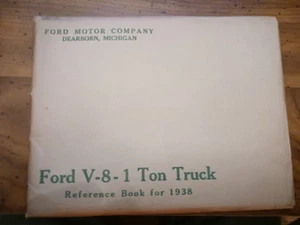 FORD MOTOR COMPANY
DEARBORN, MICHIGAN
Ford V-8-1 Ton Truck
Reference Book for 1938